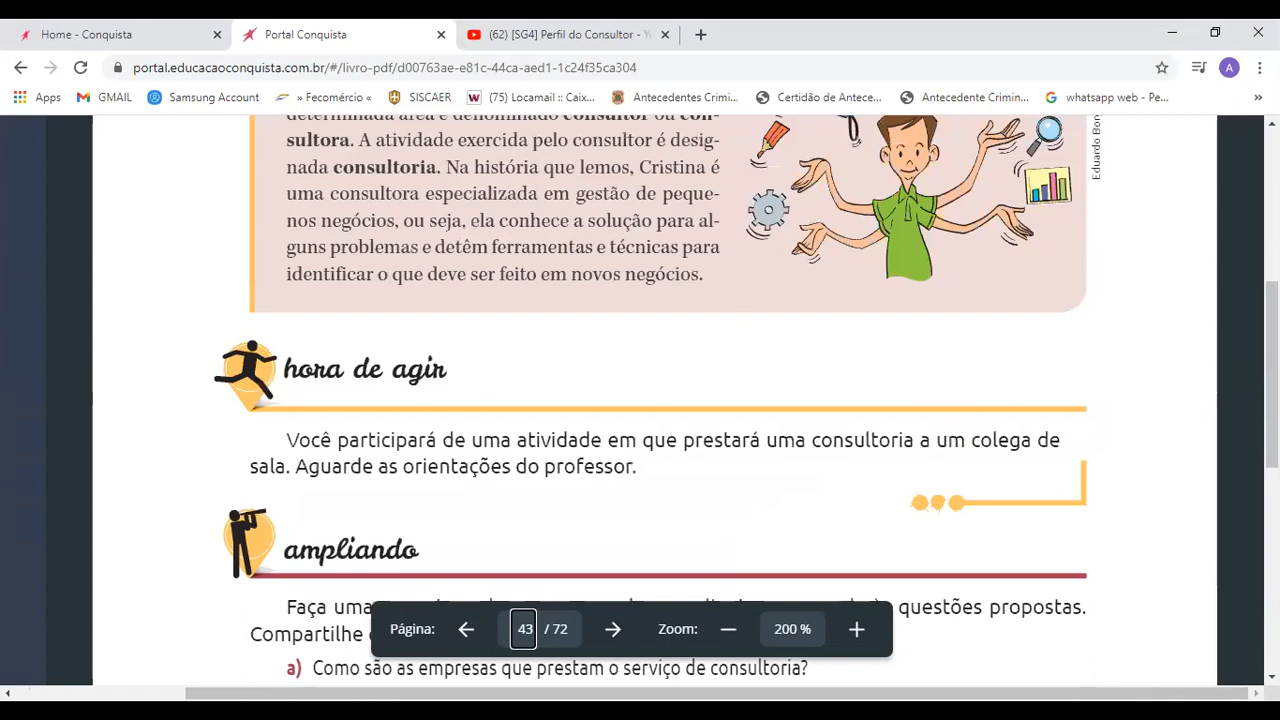 Home - Conquista
Portal Conquista
(62) [SG4] Perfil do Consultor - Y
portal.educacaoconquista.com.br/#/livro-pdf/d00763ae-e81c-44ca-aed1-1c24f35ca304
A
Apps
GMAIL
Samsung Account
» Fecomércio «
SISCAER
(75) Locamail :: Caix...
Antecedentes Crimi...
Certidão de Antece...
Antecedente Crimin...
whatsapp web - Pe...
»
determinada área é denominado consultor ou con-
sultora. A atividade exercida pelo consultor é desig-
nada consultoria. Na história que lemos, Cristina é
uma consultora especializada em gestão de peque-
nos negócios, ou seja, ela conhece a solução para al-
guns problemas e detêm ferramentas e técnicas para
identificar o que deve ser feito em novos negócios.
Eduardo Bor
hora de agir
Você participará de uma atividade em que prestará uma consultoria a um colega de
sala. Aguarde as orientações do professor.
ampliando
Faça uma questões propostas.
Compartilhe
Página: 43 / 72 Zoom: 200 %
a) Como são as empresas que prestam o serviço de consultoria?